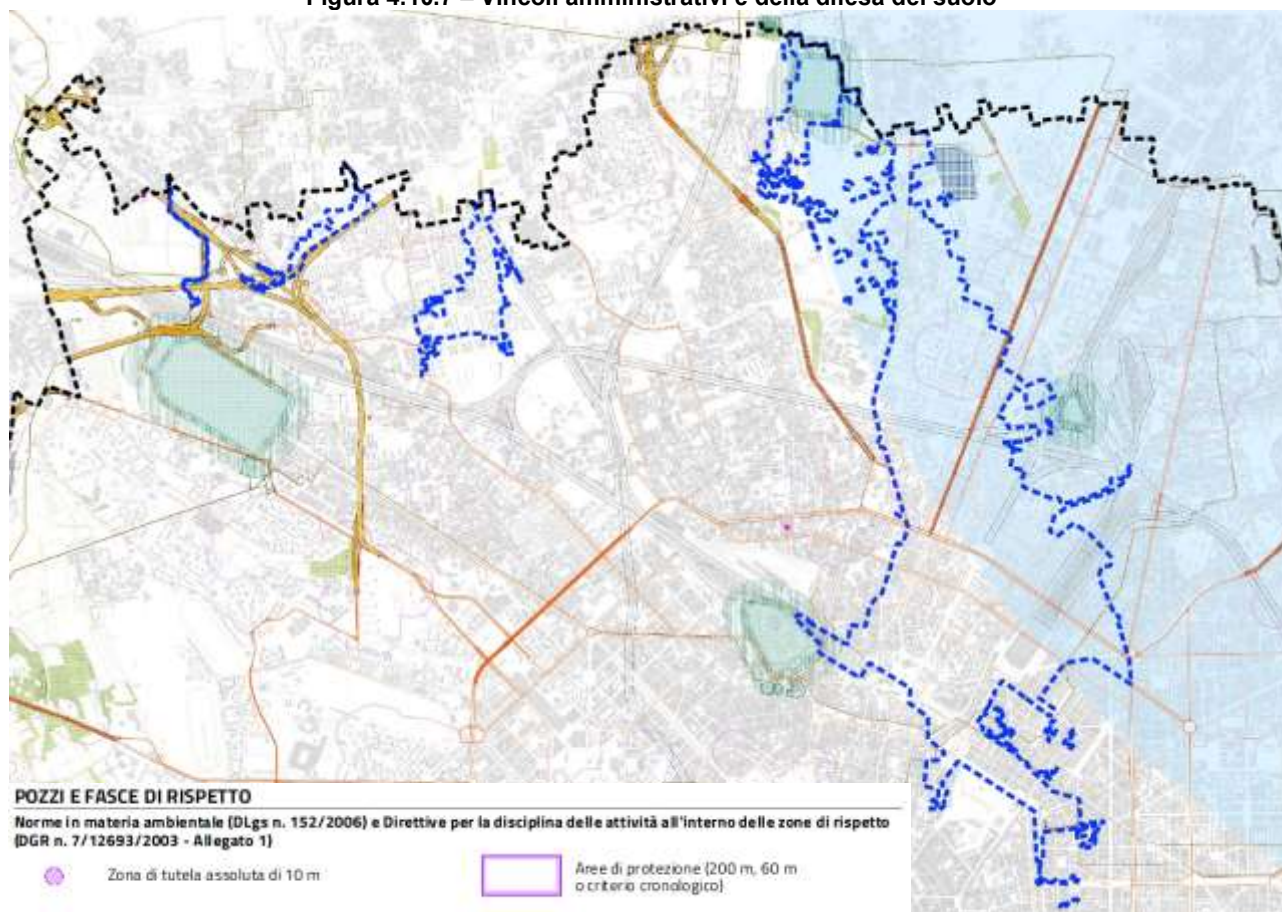 Figura 4.10.7 – Vincoli amministrativi e della difesa del suolo
POZZI E FASCE DI RISPETTO
Norme in materia ambientale (DLgs n. 152/2006) e Direttive per la disciplina delle attività all'interno delle zone di rispetto
(DGR n. 7/12693/2003 - Allegato 1)
Zona di tutela assoluta di 10 m
Aree di protezione (200 m, 60 m
o criterio cronologico)